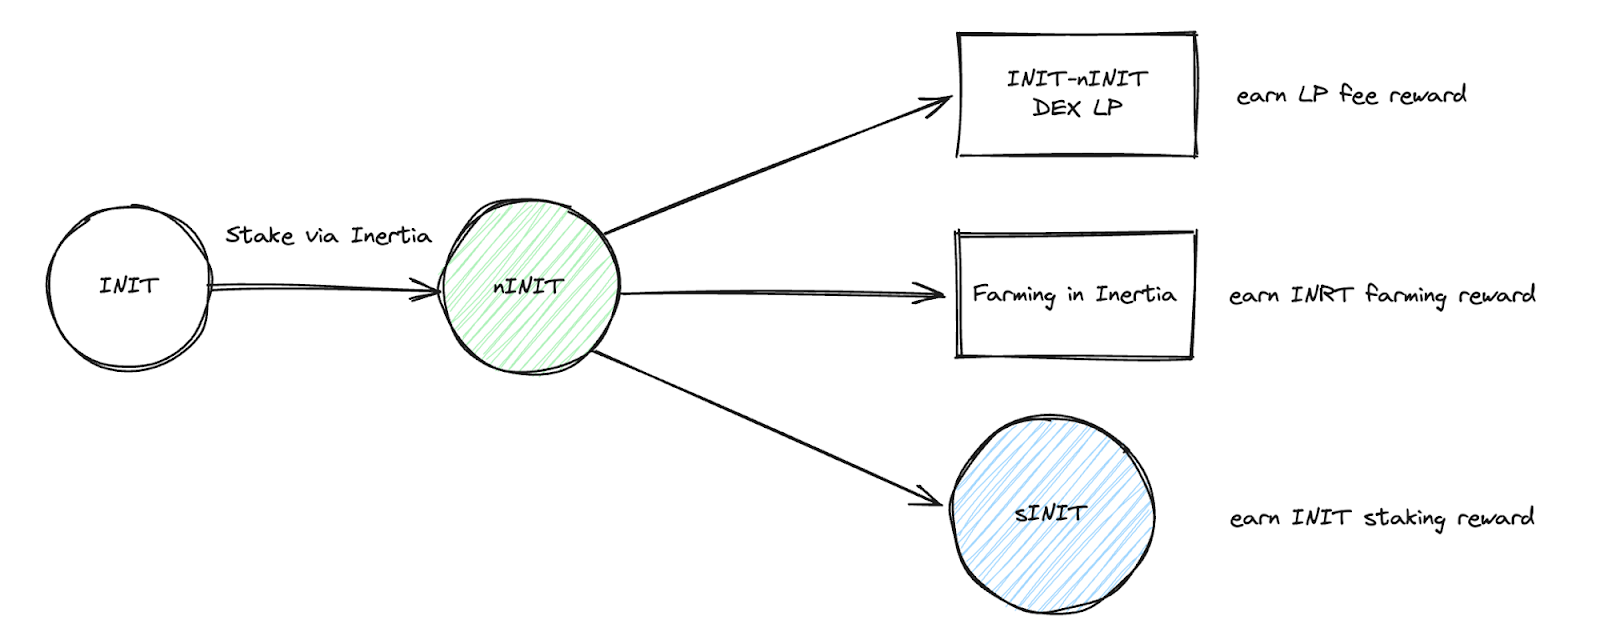 INIT
Stake via Inertia
nINIT
INIT-nINIT
DEX LP
earn LP fee reward
Farming in Inertia
earn INRT farming reward
sINIT
earn INIT staking reward